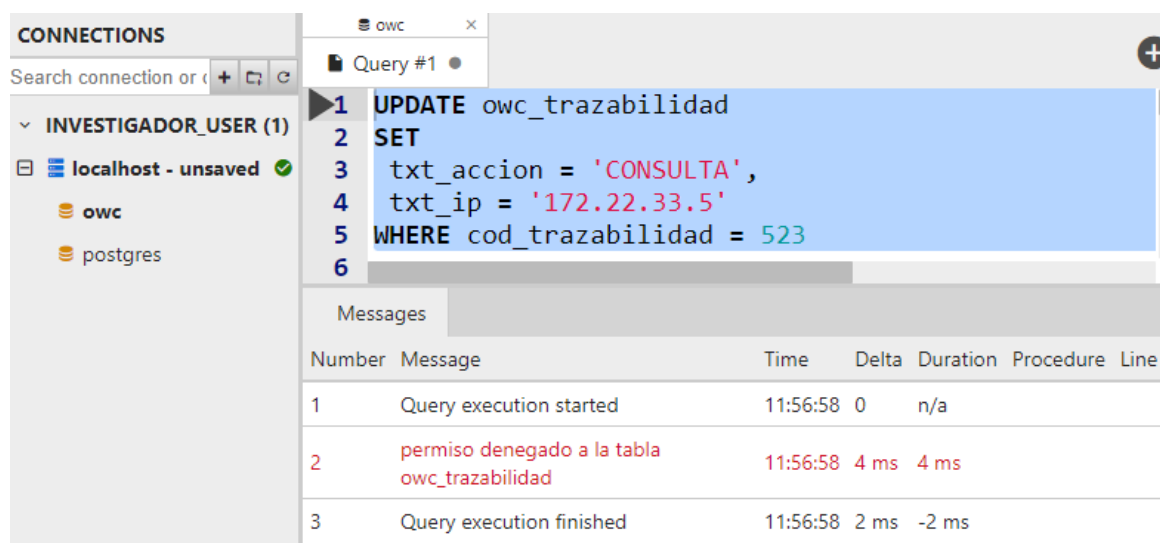 CONNECTIONS
Search connection or
INVESTIGADOR_USER (1)
localhost - unsaved
owc
postgres
owc ×
Query #1
1 UPDATE owc_trazabilidad
2 SET
3 txt_accion = 'CONSULTA',
4 txt_ip = '172.22.33.5'
5 WHERE cod_trazabilidad = 523
6
Messages
Number Message Time Delta Duration Procedure Line
1 Query execution started 11:56:58 0 n/a
2 permiso denegado a la tabla
owc_trazabilidad 11:56:58 4 ms 4 ms
3 Query execution finished 11:56:58 2 ms -2 ms